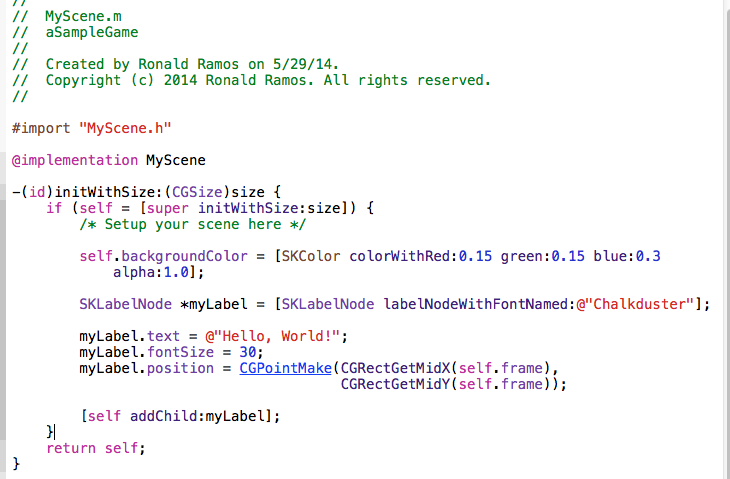 //
//  MyScene.m
//  aSampleGame
//
//  Created by Ronald Ramos on 5/29/14.
//  Copyright (c) 2014 Ronald Ramos. All rights reserved.
//

#import "MyScene.h"

@implementation MyScene

-(id)initWithSize:(CGSize)size {
    if (self = [super initWithSize:size]) {
        /* Setup your scene here */

        self.backgroundColor = [SKColor colorWithRed:0.15 green:0.15 blue:0.3
            alpha:1.0];

        SKLabelNode *myLabel = [SKLabelNode labelNodeWithFontNamed:@"Chalkduster"];

        myLabel.text = @"Hello, World!";
        myLabel.fontSize = 30;
        myLabel.position = CGPointMake(CGRectGetMidX(self.frame),
                                       CGRectGetMidY(self.frame));

        [self addChild:myLabel];
    }
    return self;
}